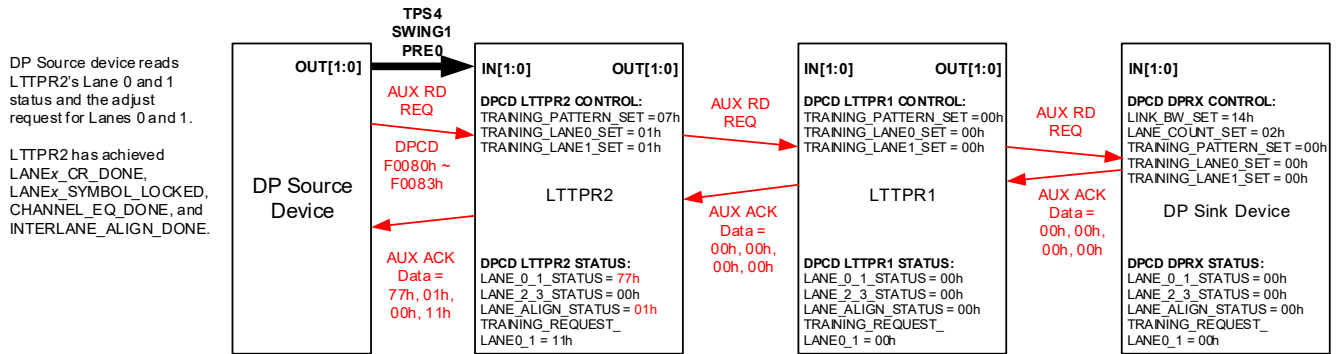 DP Source device reads
LTTPR2's Lane 0 and 1
status and the adjust
request for Lanes 0 and 1.
LTTPR2 has achieved
LANEx_CR_DONE,
LANEx_SYMBOL_LOCKED,
CHANNEL_EQ_DONE, and
INTERLANE_ALIGN_DONE.
OUT[1:0]
DP Source
Device
TPS4
SWING1
PRE0
AUX RD
REQ
DPCD
F0080h ~
F0083h
AUX ACK
Data =
77h, 01h,
00h, 11h
IN[1:0] OUT[1:0]
DPCD LTTPR2 CONTROL:
TRAINING_PATTERN_SET = 07h
TRAINING_LANE0_SET = 01h
TRAINING_LANE1_SET = 01h
LTTPR2
DPCD LTTPR2 STATUS:
LANE_0_1_STATUS = 77h
LANE_2_3_STATUS = 00h
LANE_ALIGN_STATUS = 01h
TRAINING_REQUEST_
LANE0_1 = 11h
AUX RD
REQ
AUX ACK
Data =
00h, 00h,
00h, 00h
IN[1:0] OUT[1:0]
DPCD LTTPR1 CONTROL:
TRAINING_PATTERN_SET = 00h
TRAINING_LANE0_SET = 00h
TRAINING_LANE1_SET = 00h
LTTPR1
DPCD LTTPR1 STATUS:
LANE_0_1_STATUS = 00h
LANE_2_3_STATUS = 00h
LANE_ALIGN_STATUS = 00h
TRAINING_REQUEST_
LANE0_1 = 00h
AUX RD
REQ
AUX ACK
Data =
00h, 00h,
00h, 00h
IN[1:0]
DPCD DPRX CONTROL:
LINK_BW_SET = 14h
LANE_COUNT_SET = 02h
TRAINING_PATTERN_SET = 00h
TRAINING_LANE0_SET = 00h
TRAINING_LANE1_SET = 00h
DP Sink Device
DPCD DPRX STATUS:
LANE_0_1_STATUS = 00h
LANE_2_3_STATUS = 00h
LANE_ALIGN_STATUS = 00h
TRAINING_REQUEST_
LANE0_1 = 00h